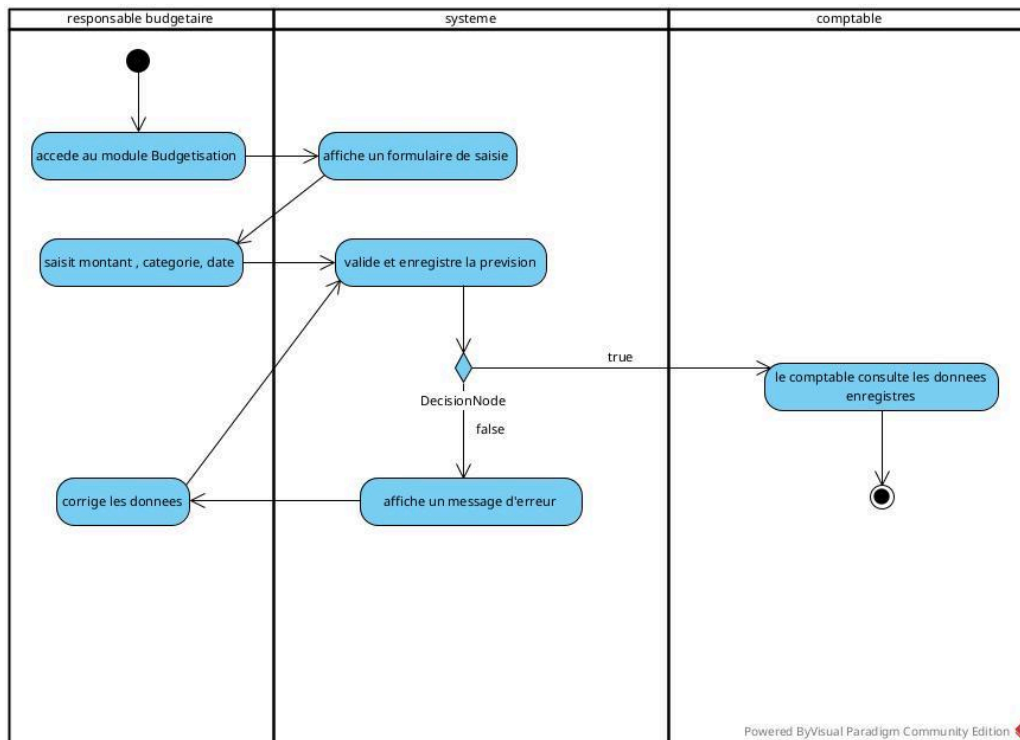 responsable budgetaire
systeme
comptable
accede au module Budgetisation
affiche un formulaire de saisie
saisit montant , categorie, date
valide et enregistre la prevision
true
le comptable consulte les donnees
enregistres
DecisionNode
false
corrige les donnees
affiche un message d'erreur
Powered ByVisual Paradigm Community Edition